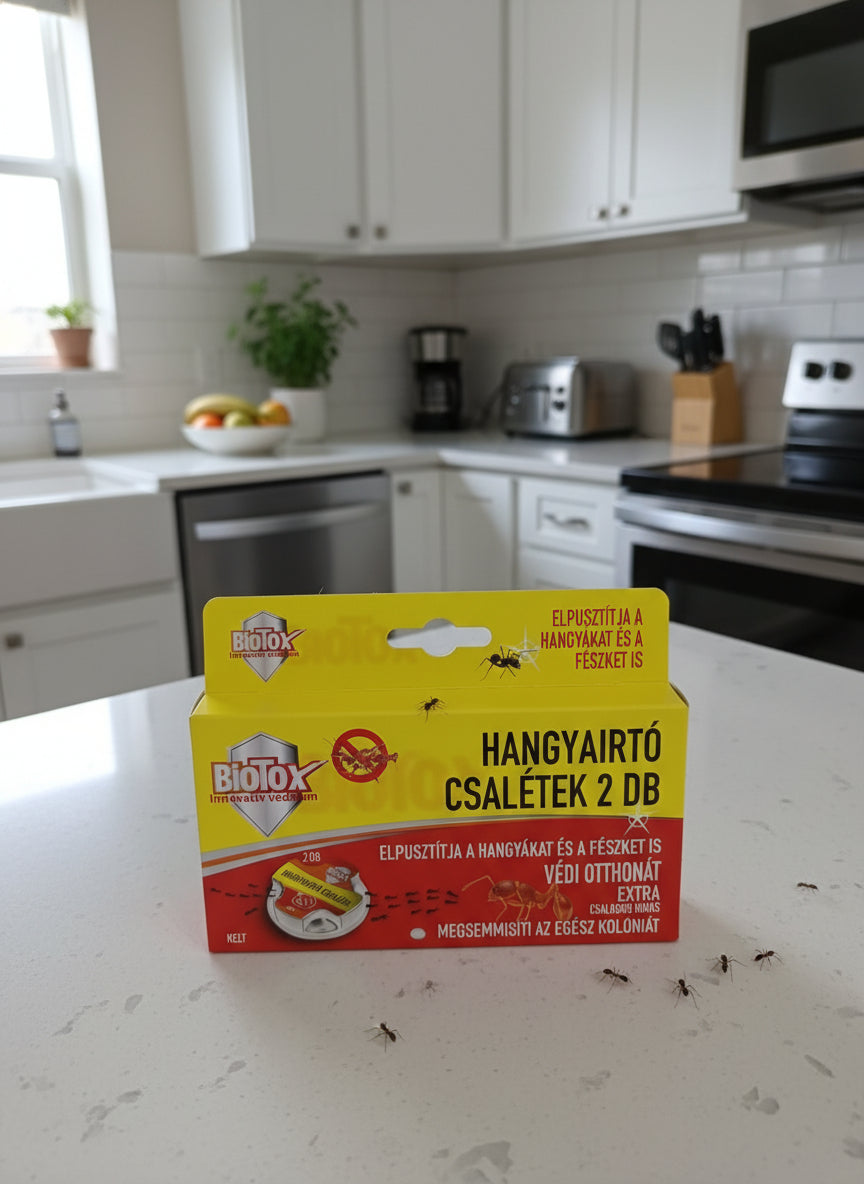 BioTox
ELPUSZTÍTJA A
HANGYÁKAT ÉS A
FÉSZKET IS
BioTox
HANGYAIRTÓ
CSALÉTEK 2 DB
ELPUSZTÍTJA A HANGYÁKAT ÉS A FÉSZKET IS
VÉDI OTTHONÁT
EXTRA
MEGSEMMISÍTI AZ EGÉSZ KOLÓNIÁT